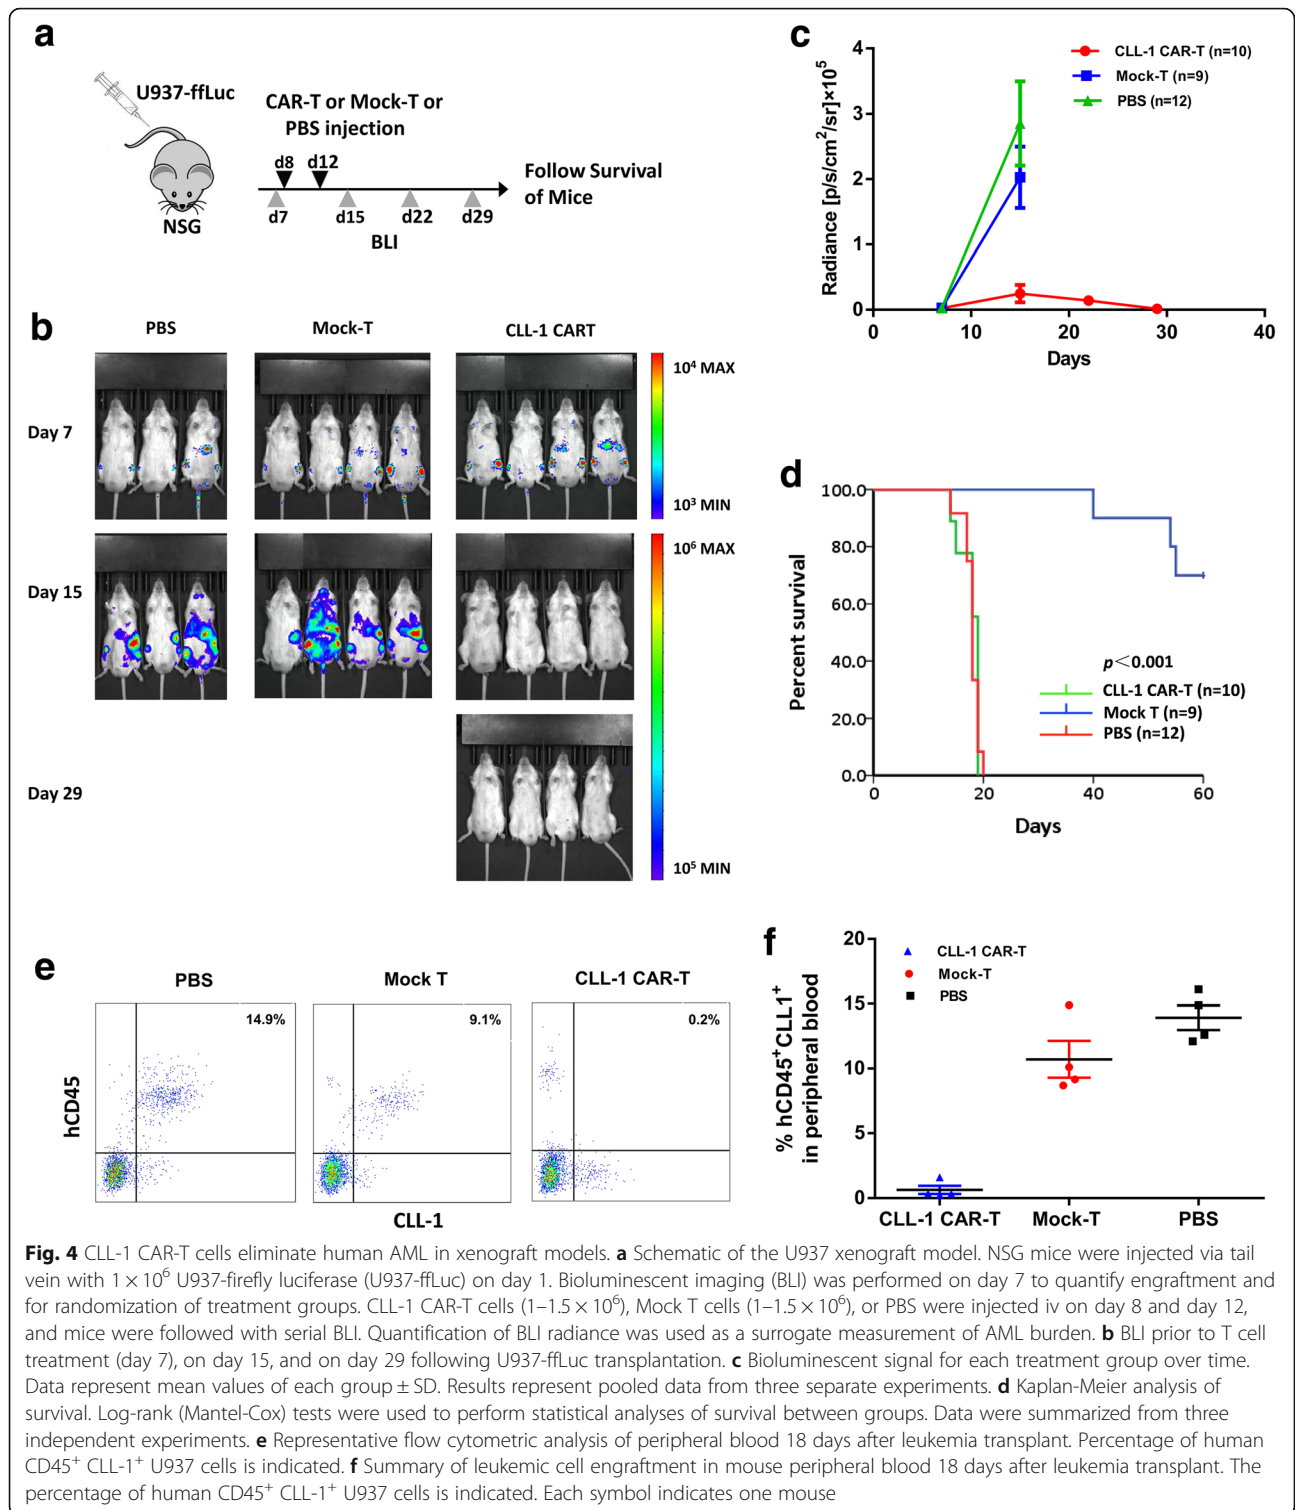 a
U937-ffLuc
NSG
CAR-T or Mock-T or
PBS injection
d8 d12
d7 d15 d22 d29
BLI
Follow Survival
of Mice
b
PBS Mock-T CLL-1 CART
Day 7
10⁴ MAX
10³ MIN
Day 15
10⁶ MAX
Day 29
10⁵ MIN
c
Radiance [p/s/cm²/sr]×10⁵
4
3
2
1
0
0 10 20 30 40
Days
CLL-1 CAR-T (n=10)
Mock-T (n=9)
PBS (n=12)
d
Percent survival
100.0
80.0
60.0
40.0
20.0
0.0
0 20 40 60
Days
p<0.001
CLL-1 CAR-T (n=10)
Mock T (n=9)
PBS (n=12)
e
PBS Mock T CLL-1 CAR-T
14.9% 9.1% 0.2%
hCD45
CLL-1
f
% hCD45⁺CLL1⁺
in peripheral blood
20
15
10
5
0
CLL-1 CAR-T
Mock-T
PBS
CLL-1 CAR-T Mock-T PBS
Fig. 4 CLL-1 CAR-T cells eliminate human AML in xenograft models. a Schematic of the U937 xenograft model. NSG mice were injected via tail
vein with 1 × 10⁶ U937-firefly luciferase (U937-ffLuc) on day 1. Bioluminescent imaging (BLI) was performed on day 7 to quantify engraftment and
for randomization of treatment groups. CLL-1 CAR-T cells (1–1.5 × 10⁶), Mock T cells (1–1.5 × 10⁶), or PBS were injected iv on day 8 and day 12,
and mice were followed with serial BLI. Quantification of BLI radiance was used as a surrogate measurement of AML burden. b BLI prior to T cell
treatment (day 7), on day 15, and on day 29 following U937-ffLuc transplantation. c Bioluminescent signal for each treatment group over time.
Data represent mean values of each group ± SD. Results represent pooled data from three separate experiments. d Kaplan-Meier analysis of
survival. Log-rank (Mantel-Cox) tests were used to perform statistical analyses of survival between groups. Data were summarized from three
independent experiments. e Representative flow cytometric analysis of peripheral blood 18 days after leukemia transplant. Percentage of human
CD45⁺ CLL-1⁺ U937 cells is indicated. f Summary of leukemic cell engraftment in mouse peripheral blood 18 days after leukemia transplant. The
percentage of human CD45⁺ CLL-1⁺ U937 cells is indicated. Each symbol indicates one mouse